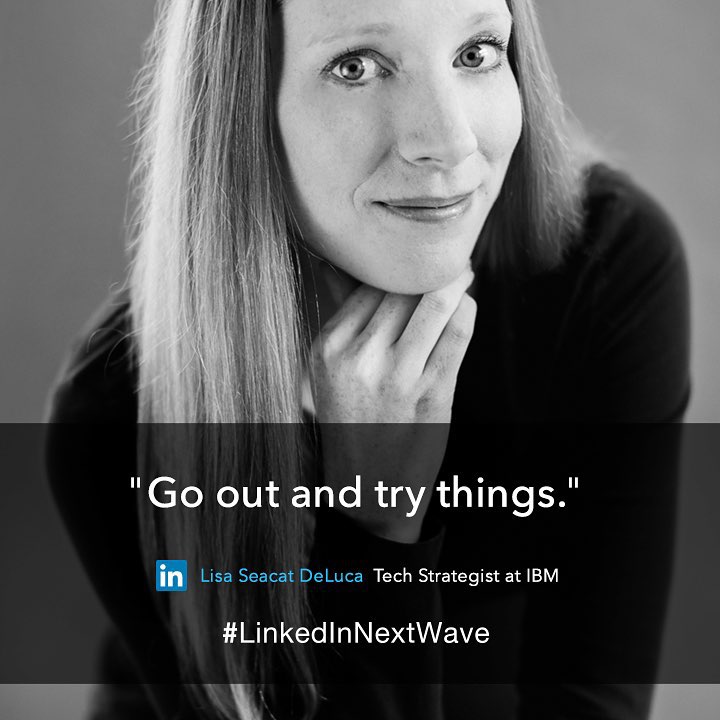 "Go out and try things."
in Lisa Seacat DeLuca Tech Strategist at IBM
#LinkedInNextWave